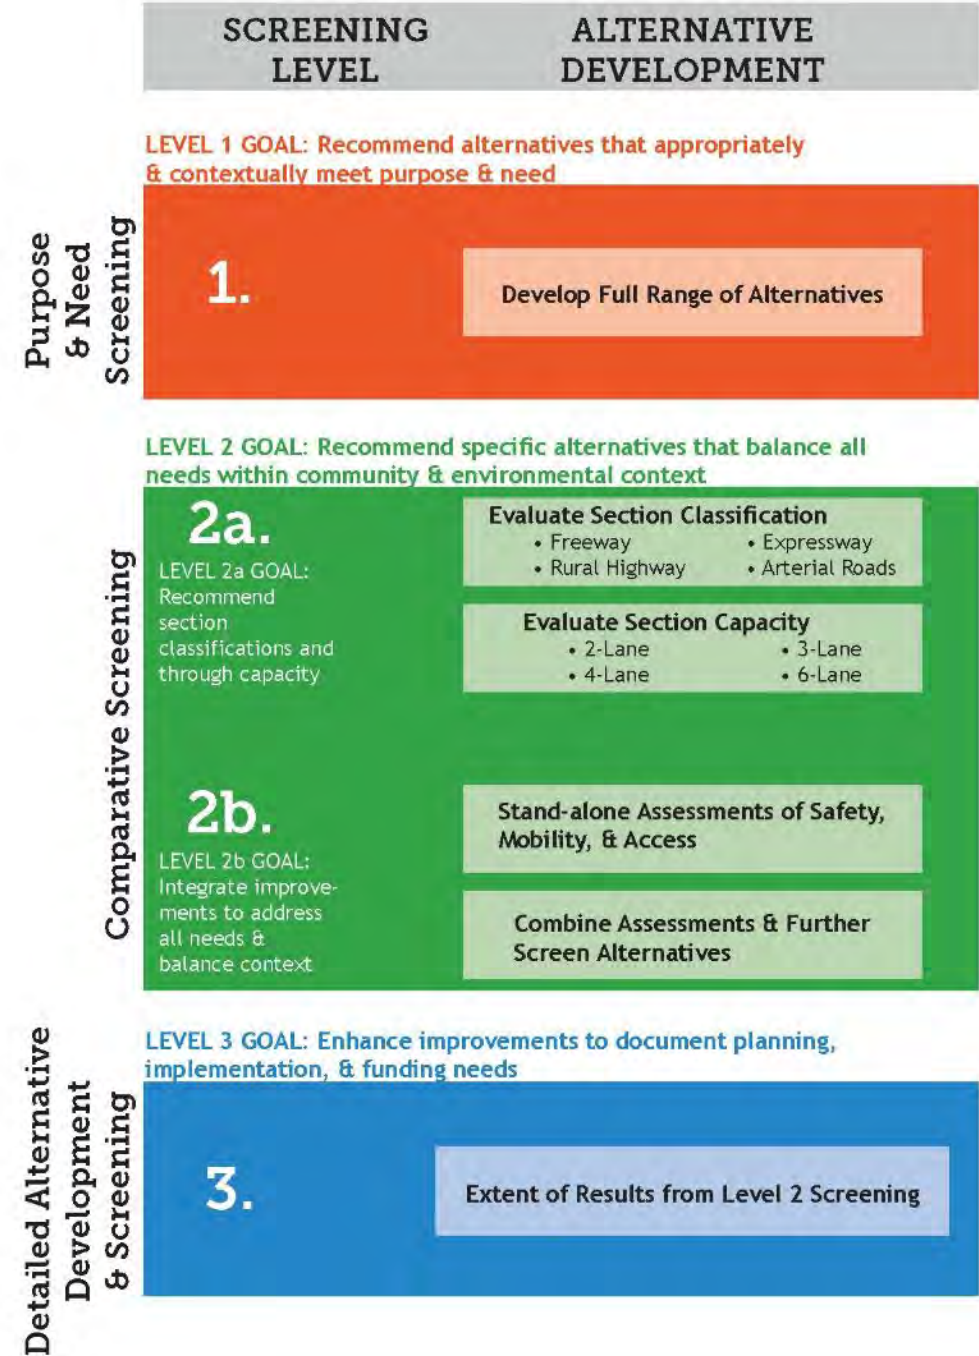 SCREENING
LEVEL
ALTERNATIVE
DEVELOPMENT
LEVEL 1 GOAL: Recommend alternatives that appropriately
& contextually meet purpose & need
Purpose
& Need
Screening
1.
Develop Full Range of Alternatives
LEVEL 2 GOAL: Recommend specific alternatives that balance all
needs within community & environmental context
Comparative Screening
2a.
LEVEL 2a GOAL:
Recommend
section
classifications and
through capacity
Evaluate Section Classification
• Freeway • Expressway
• Rural Highway • Arterial Roads
Evaluate Section Capacity
• 2-Lane • 3-Lane
• 4-Lane • 6-Lane
2b.
LEVEL 2b GOAL:
Integrate improve-
ments to address
all needs &
balance context
Stand-alone Assessments of Safety,
Mobility, & Access
Combine Assessments & Further
Screen Alternatives
LEVEL 3 GOAL: Enhance improvements to document planning,
implementation, & funding needs
Detailed Alternative
Development
& Screening
3.
Extent of Results from Level 2 Screening